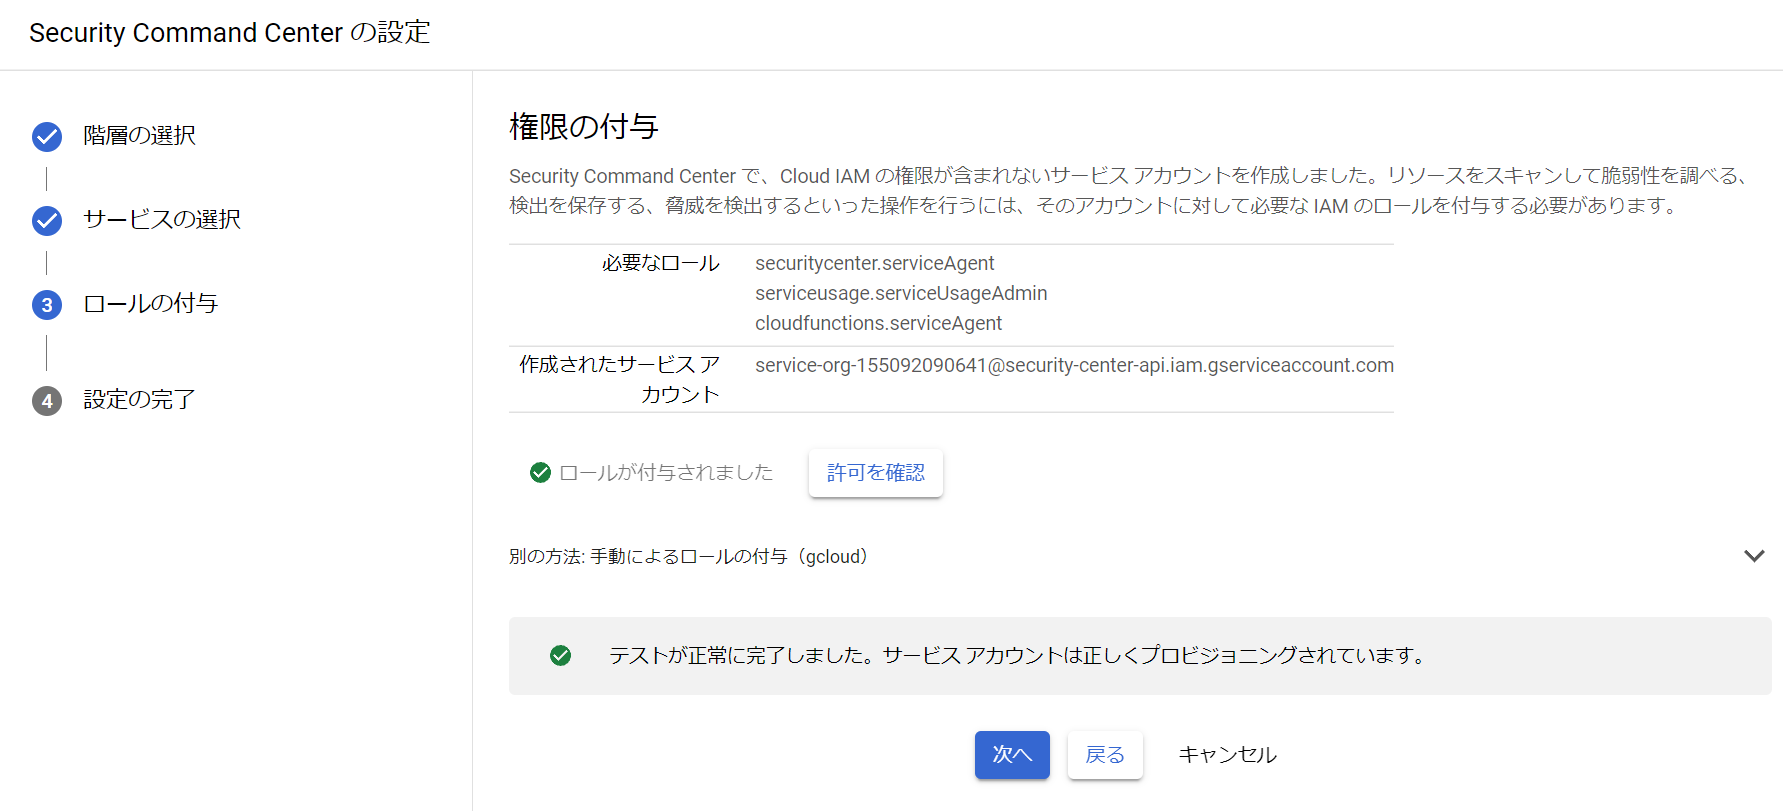 Security Command Center の設定
階層の選択
サービスの選択
3 ロールの付与
4 設定の完了
権限の付与
Security Command Center で、Cloud IAM の権限が含まれないサービス アカウントを作成しました。リソースをスキャンして脆弱性を調べる、
検出を保存する、脅威を検出するといった操作を行うには、そのアカウントに対して必要な IAM のロールを付与する必要があります。
必要なロール securitycenter.serviceAgent
serviceusage.serviceUsageAdmin
cloudfunctions.serviceAgent
作成されたサービス ア service-org-155092090641@security-center-api.iam.gserviceaccount.com
カウント
ロールが付与されました 許可を確認
別の方法: 手動によるロールの付与（gcloud）
テストが正常に完了しました。サービス アカウントは正しくプロビジョニングされています。
次へ 戻る キャンセル